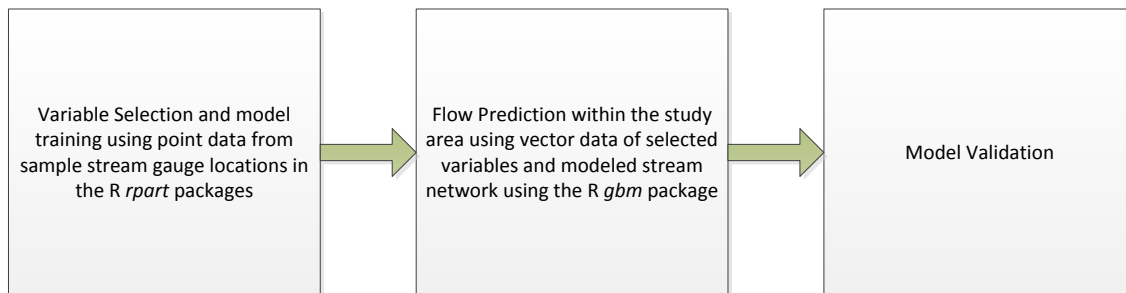 Variable Selection and model
training using point data from
sample stream gauge locations in
the R rpart packages
Flow Prediction within the study
area using vector data of selected
variables and modeled stream
network using the R gbm package
Model Validation